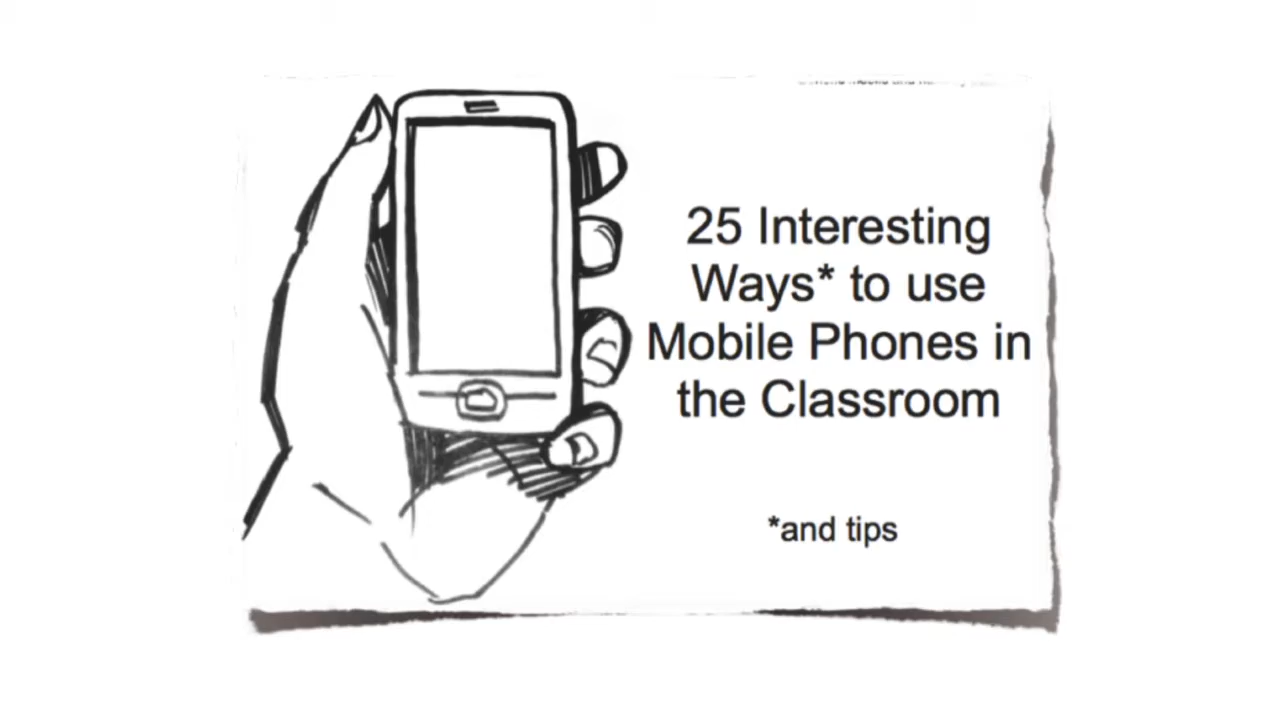 25 Interesting
Ways* to use
Mobile Phones in
the Classroom
*and tips